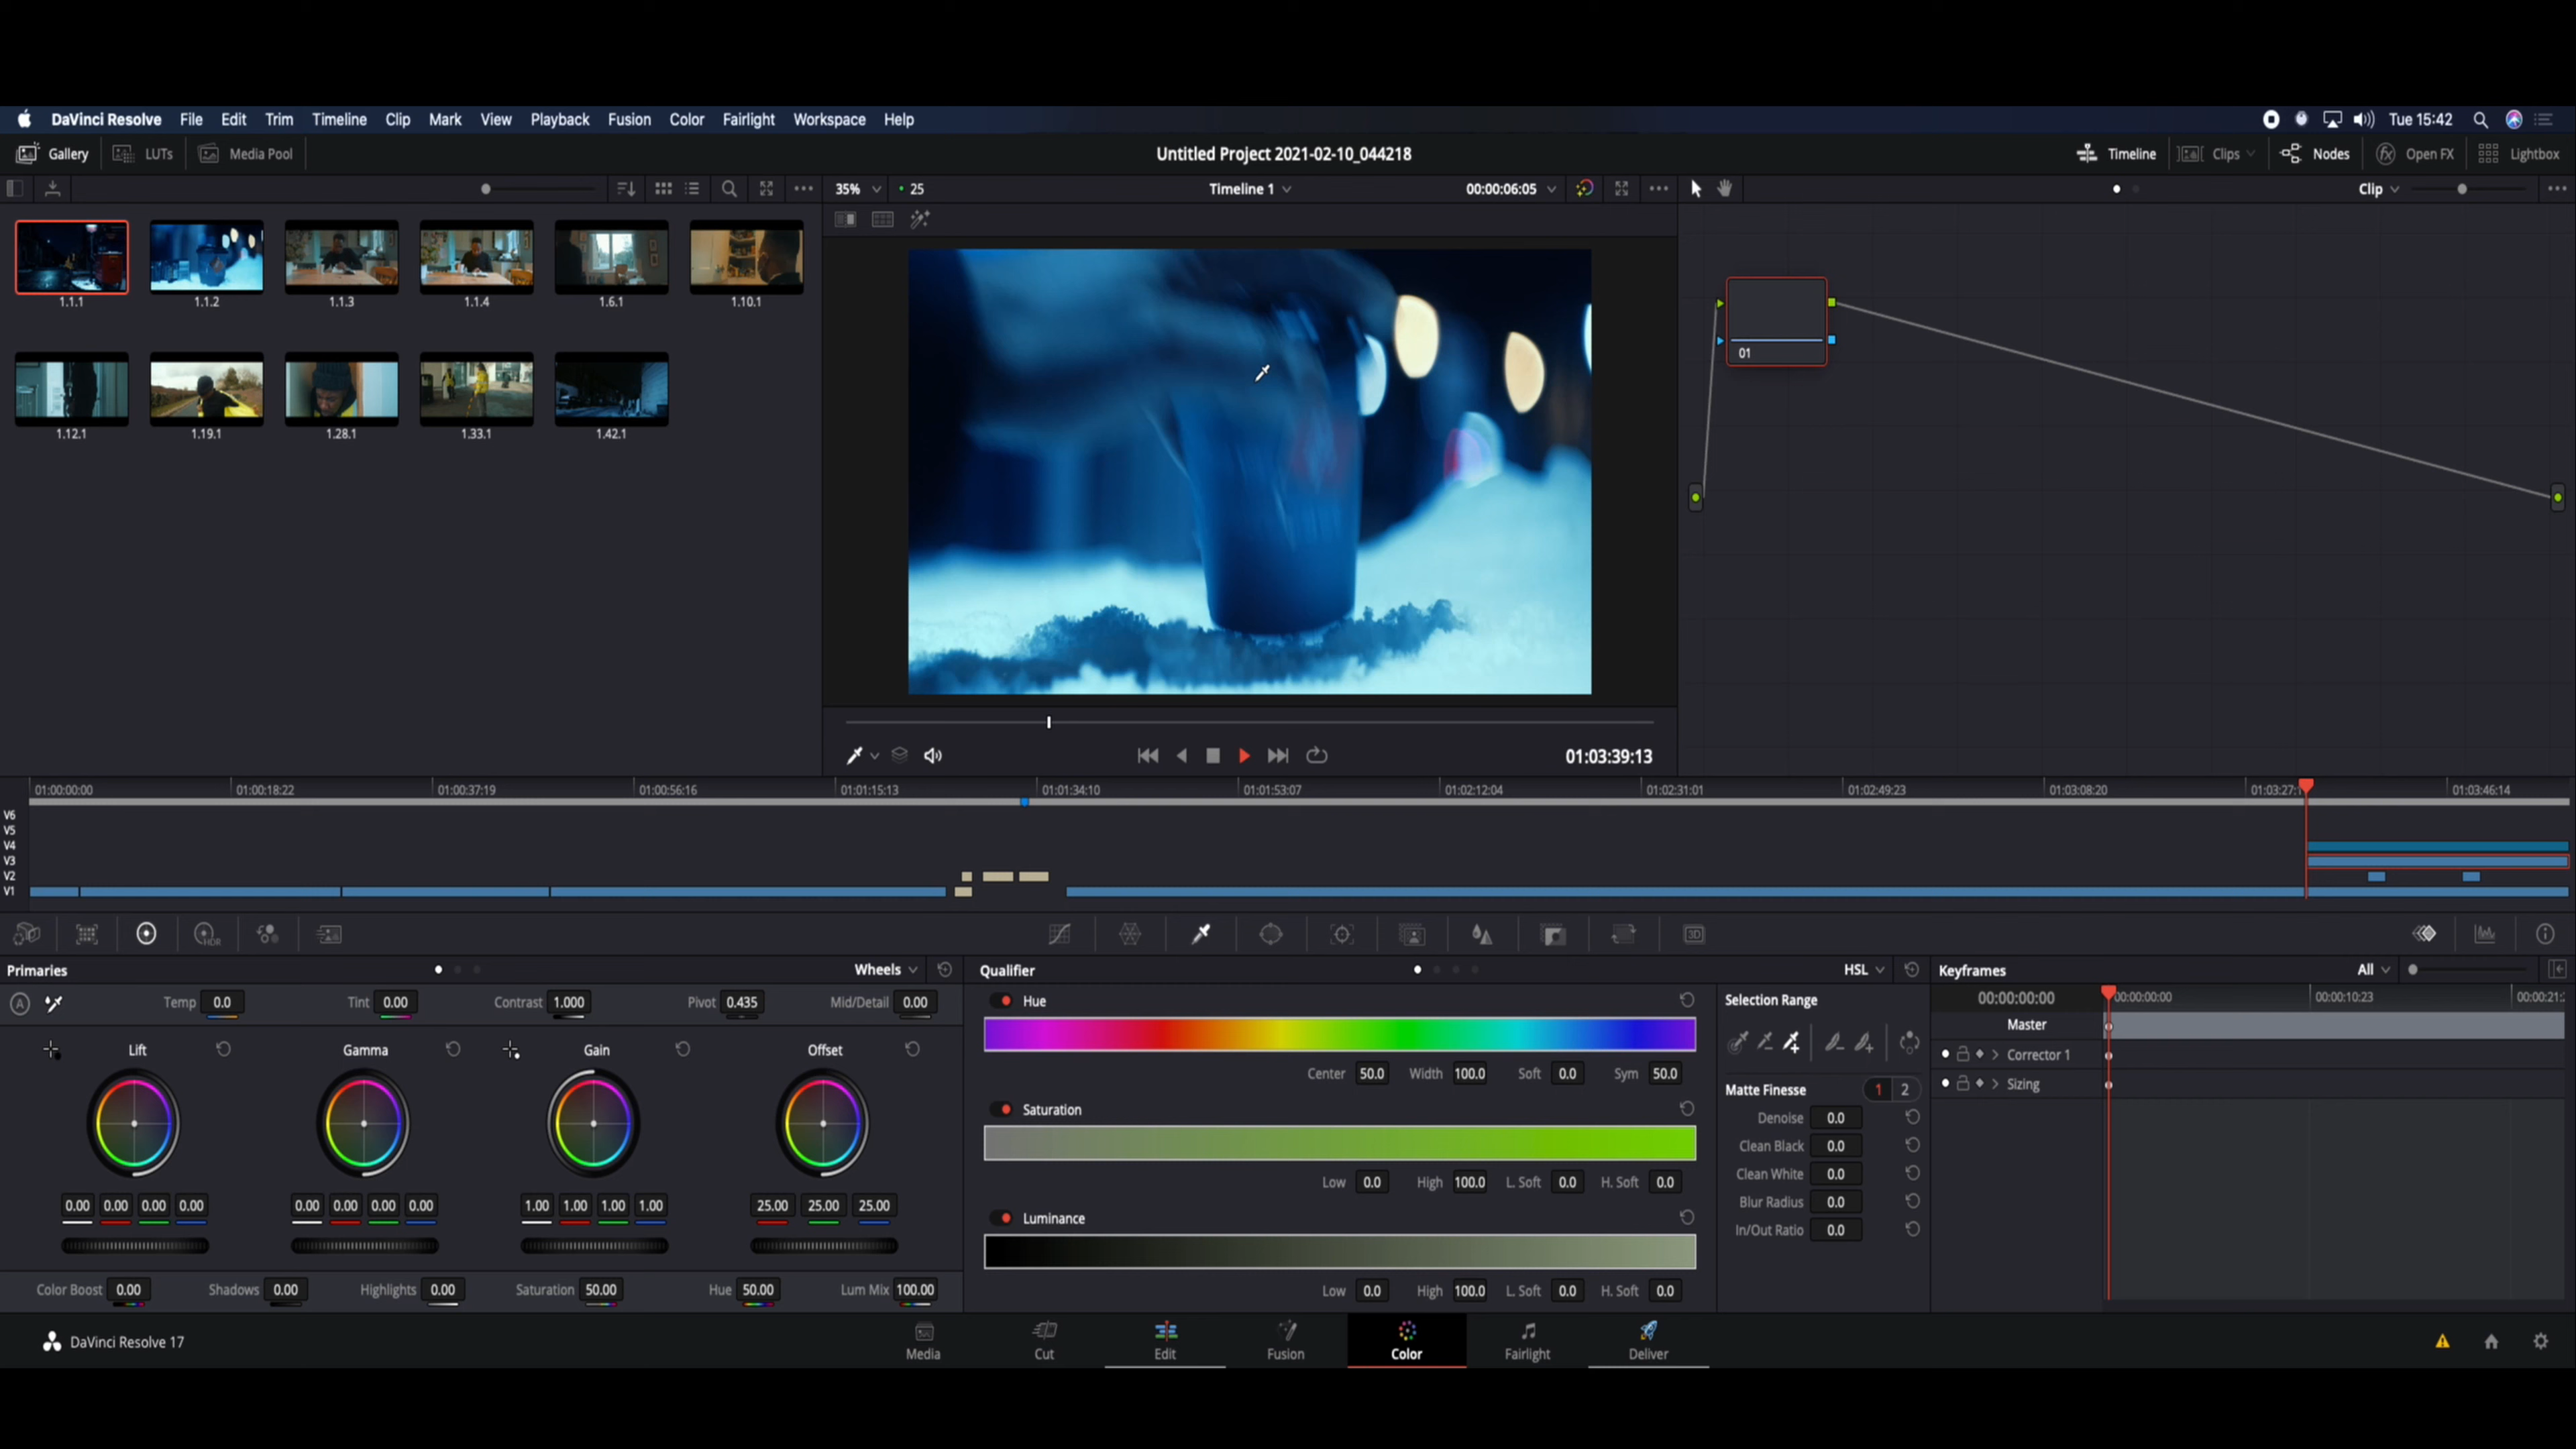 DaVinci Resolve File Edit Trim Timeline Clip Mark View Playback Fusion Color Fairlight Workspace Help Tue 15:42
Gallery LUTs Media Pool Untitled Project 2021-02-10_044218 Timeline Clips Nodes Open FX Lightbox
35% 25 Timeline 1 00:00:06:05 Clip
1.1.1 1.1.2 1.1.3 1.1.4 1.6.1 1.10.1
01
1.12.1 1.19.1 1.28.1 1.33.1 1.42.1
01:03:39:13
01:00:00:00 01:00:18:22 01:00:37:19 01:00:56:16 01:01:15:13 01:01:34:10 01:01:53:07 01:02:12:04 01:02:31:01 01:02:49:23 01:03:08:20 01:03:27:1 01:03:46:14
V6
V5
V4
V3
V2
V1
HDR 3D
Primaries Wheels Qualifier HSL Keyframes All
A Temp 0.0 Tint 0.00 Contrast 1.000 Pivot 0.435 Mid/Detail 0.00
Hue Selection Range 00:00:00:00 00:00:00:00 00:00:10:23 00:00:21:
Master
Lift Gamma Gain Offset
Corrector 1
Center 50.0 Width 100.0 Soft 0.0 Sym 50.0
Sizing
Matte Finesse 1 2
Saturation Denoise 0.0
Clean Black 0.0
Clean White 0.0
Low 0.0 High 100.0 L. Soft 0.0 H. Soft 0.0
0.00 0.00 0.00 0.00 0.00 0.00 0.00 0.00 1.00 1.00 1.00 1.00 25.00 25.00 25.00
Blur Radius 0.0
Luminance In/Out Ratio 0.0
Color Boost 0.00 Shadows 0.00 Highlights 0.00 Saturation 50.00 Hue 50.00 Lum Mix 100.00
Low 0.0 High 100.0 L. Soft 0.0 H. Soft 0.0
DaVinci Resolve 17 Media Cut Edit Fusion Color Fairlight Deliver